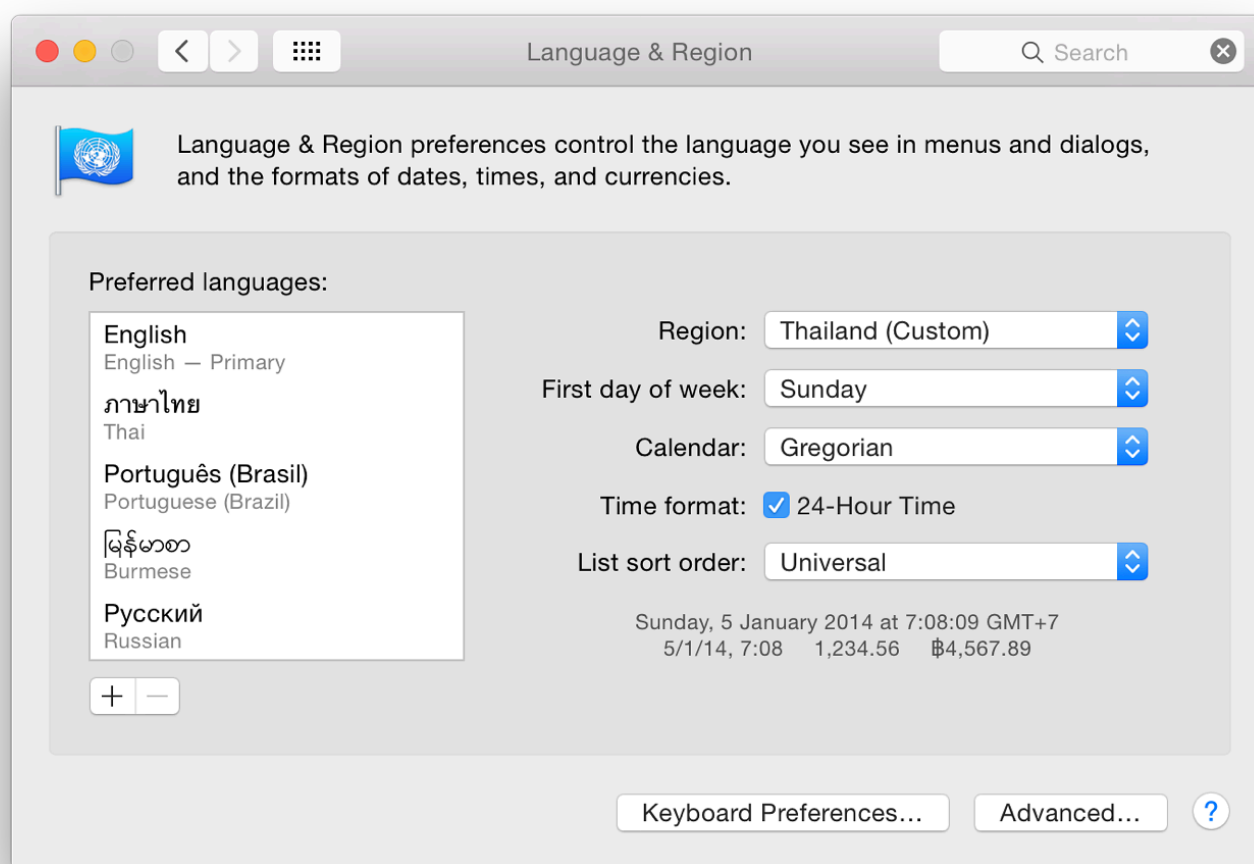 Language & Region
Search
Language & Region preferences control the language you see in menus and dialogs,
and the formats of dates, times, and currencies.
Preferred languages:
English
English — Primary
ภาษาไทย
Thai
Português (Brasil)
Portuguese (Brazil)
မြန်မာစာ
Burmese
Русский
Russian
Region: Thailand (Custom)
First day of week: Sunday
Calendar: Gregorian
Time format: 24-Hour Time
List sort order: Universal
Sunday, 5 January 2014 at 7:08:09 GMT+7
5/1/14, 7:08 1,234.56 ฿4,567.89
Keyboard Preferences… Advanced… ?